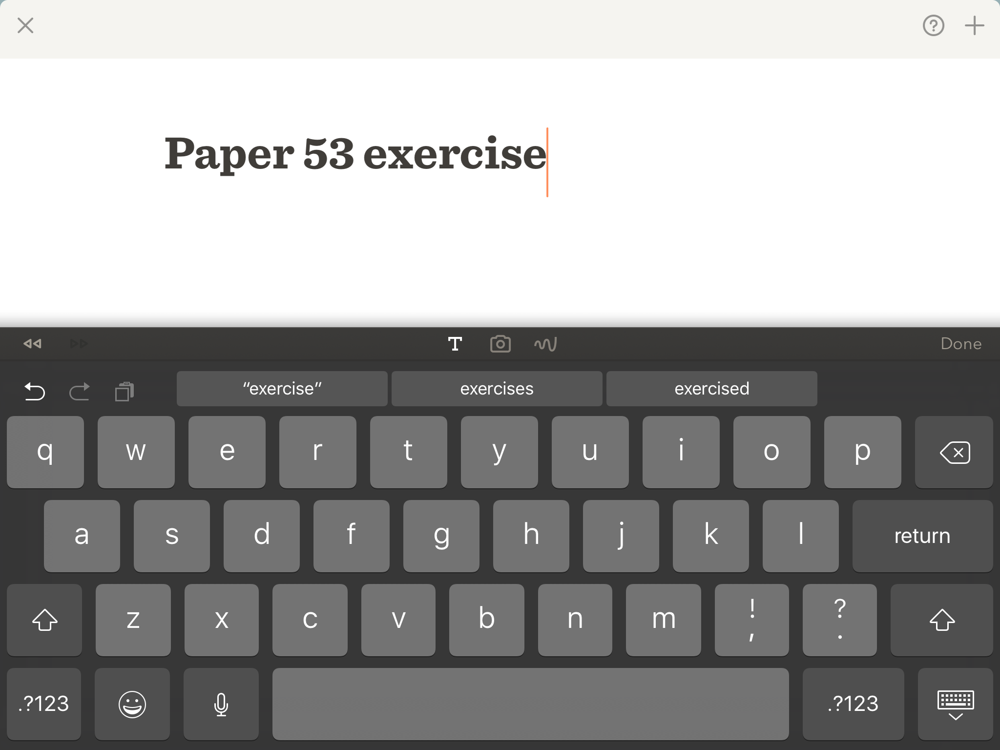 Paper 53 exercise
T
Done
“exercise” exercises exercised
q w e r t y u i o p
a s d f g h j k l return
z x c v b n m ! , ? .
.?123 .?123